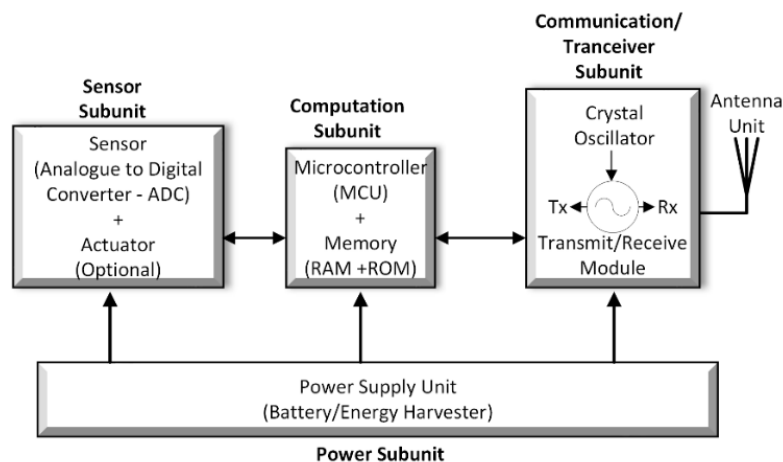 Sensor
Subunit
Sensor
(Analogue to Digital
Converter - ADC)
+
Actuator
(Optional)
Computation
Subunit
Microcontroller
(MCU)
+
Memory
(RAM +ROM)
Communication/
Tranceiver
Subunit
Crystal
Oscillator
Tx
Rx
Transmit/Receive
Module
Antenna
Unit
Power Supply Unit
(Battery/Energy Harvester)
Power Subunit